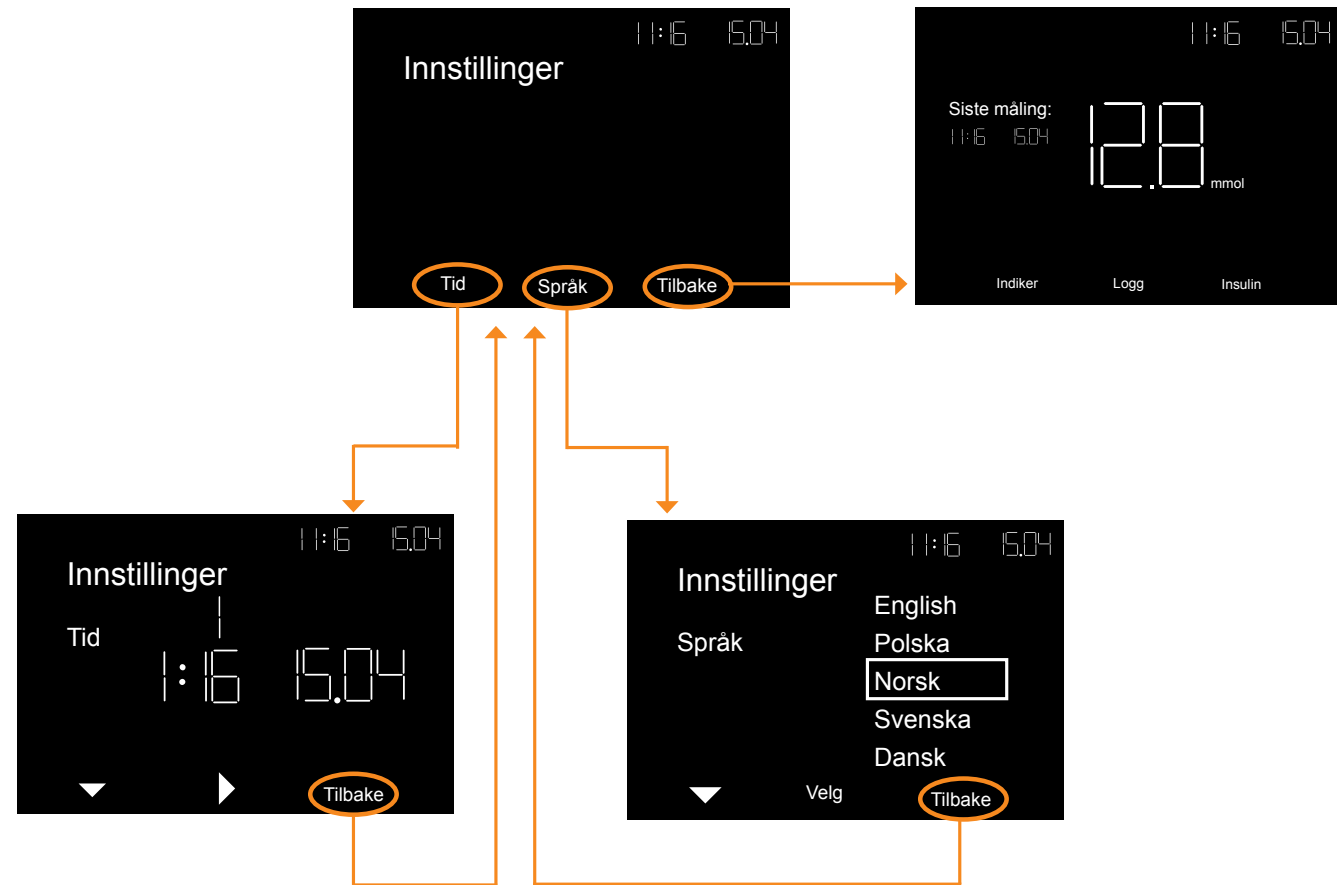 11:16 15.04
Innstillinger
Tid Språk Tilbake
11:16 15.04
Siste måling:
11:16 15.04
12.8
mmol
Indiker Logg Insulin
11:16 15.04
Innstillinger
Tid
1
1:16 15.04
Tilbake
11:16 15.04
Innstillinger
Språk
English
Polska
Norsk
Svenska
Dansk
Velg Tilbake